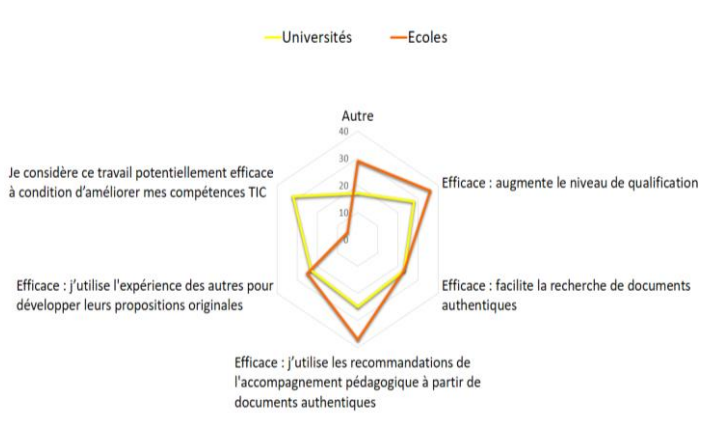 Universités
Ecoles
Autre
40
30
20
10
0
Efficace : augmente le niveau de qualification
Efficace : facilite la recherche de documents
authentiques
Efficace : j’utilise les recommandations de
l'accompagnement pédagogique à partir de
documents authentiques
Efficace : j’utilise l'expérience des autres pour
développer leurs propositions originales
Je considère ce travail potentiellement efficace
à condition d’améliorer mes compétences TIC